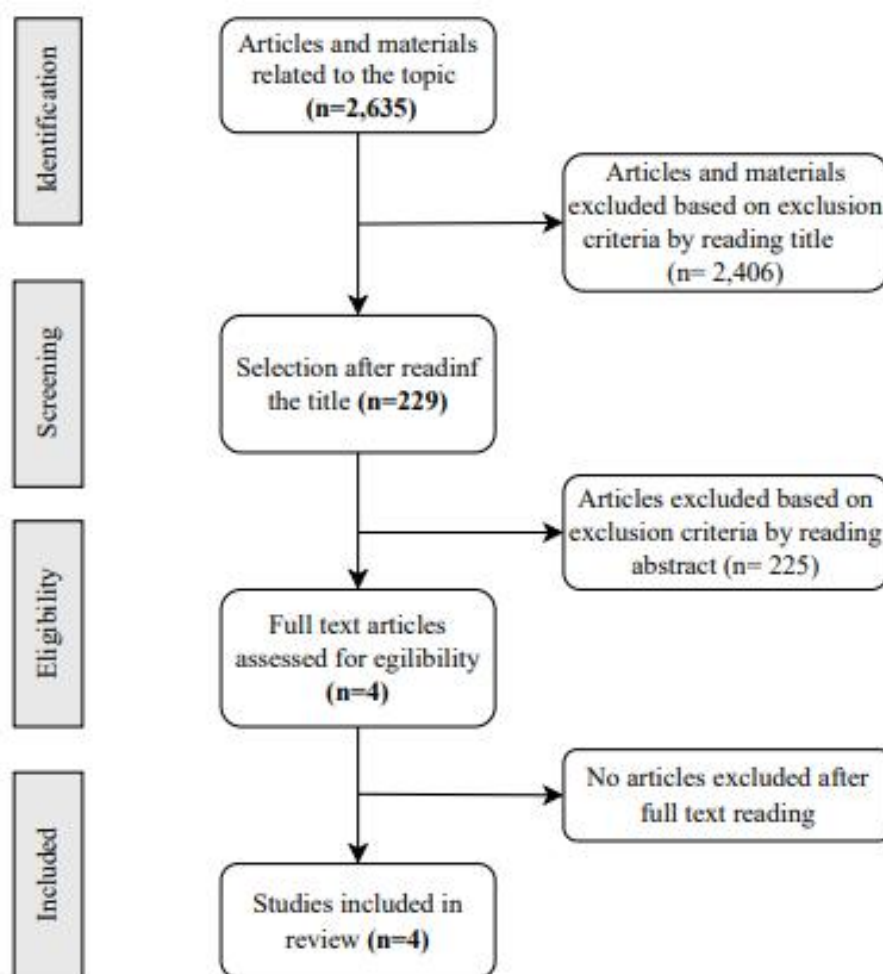 Identification
Articles and materials
related to the topic
(n=2,635)
Articles and materials
excluded based on exclusion
criteria by reading title
(n= 2,406)
Screening
Selection after readinf
the title (n=229)
Articles excluded based on
exclusion criteria by reading
abstract (n= 225)
Eligibility
Full text articles
assessed for egilibility
(n=4)
No articles excluded after
full text reading
Included
Studies included in
review (n=4)